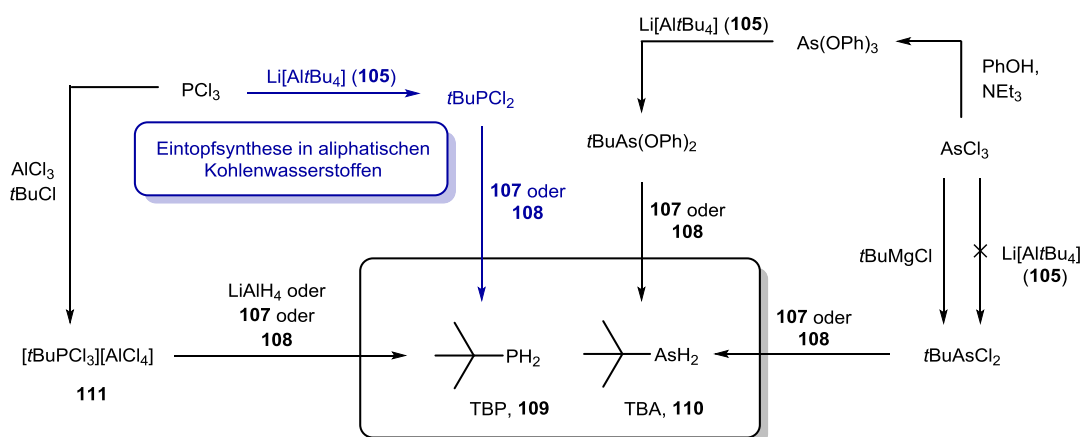 Li[AltBu4] (105)
As(OPh)3
PhOH,
NEt3
PCl3
Li[AltBu4] (105)
tBuPCl2
Eintopfsynthese in aliphatischen
Kohlenwasserstoffen
tBuAs(OPh)2
AsCl3
AlCl3
tBuCl
107 oder
108
107 oder
108
tBuMgCl
Li[AltBu4]
(105)
LiAlH4 oder
107 oder
108
107 oder
108
[tBuPCl3][AlCl4]
111
PH2
TBP, 109
AsH2
TBA, 110
tBuAsCl2